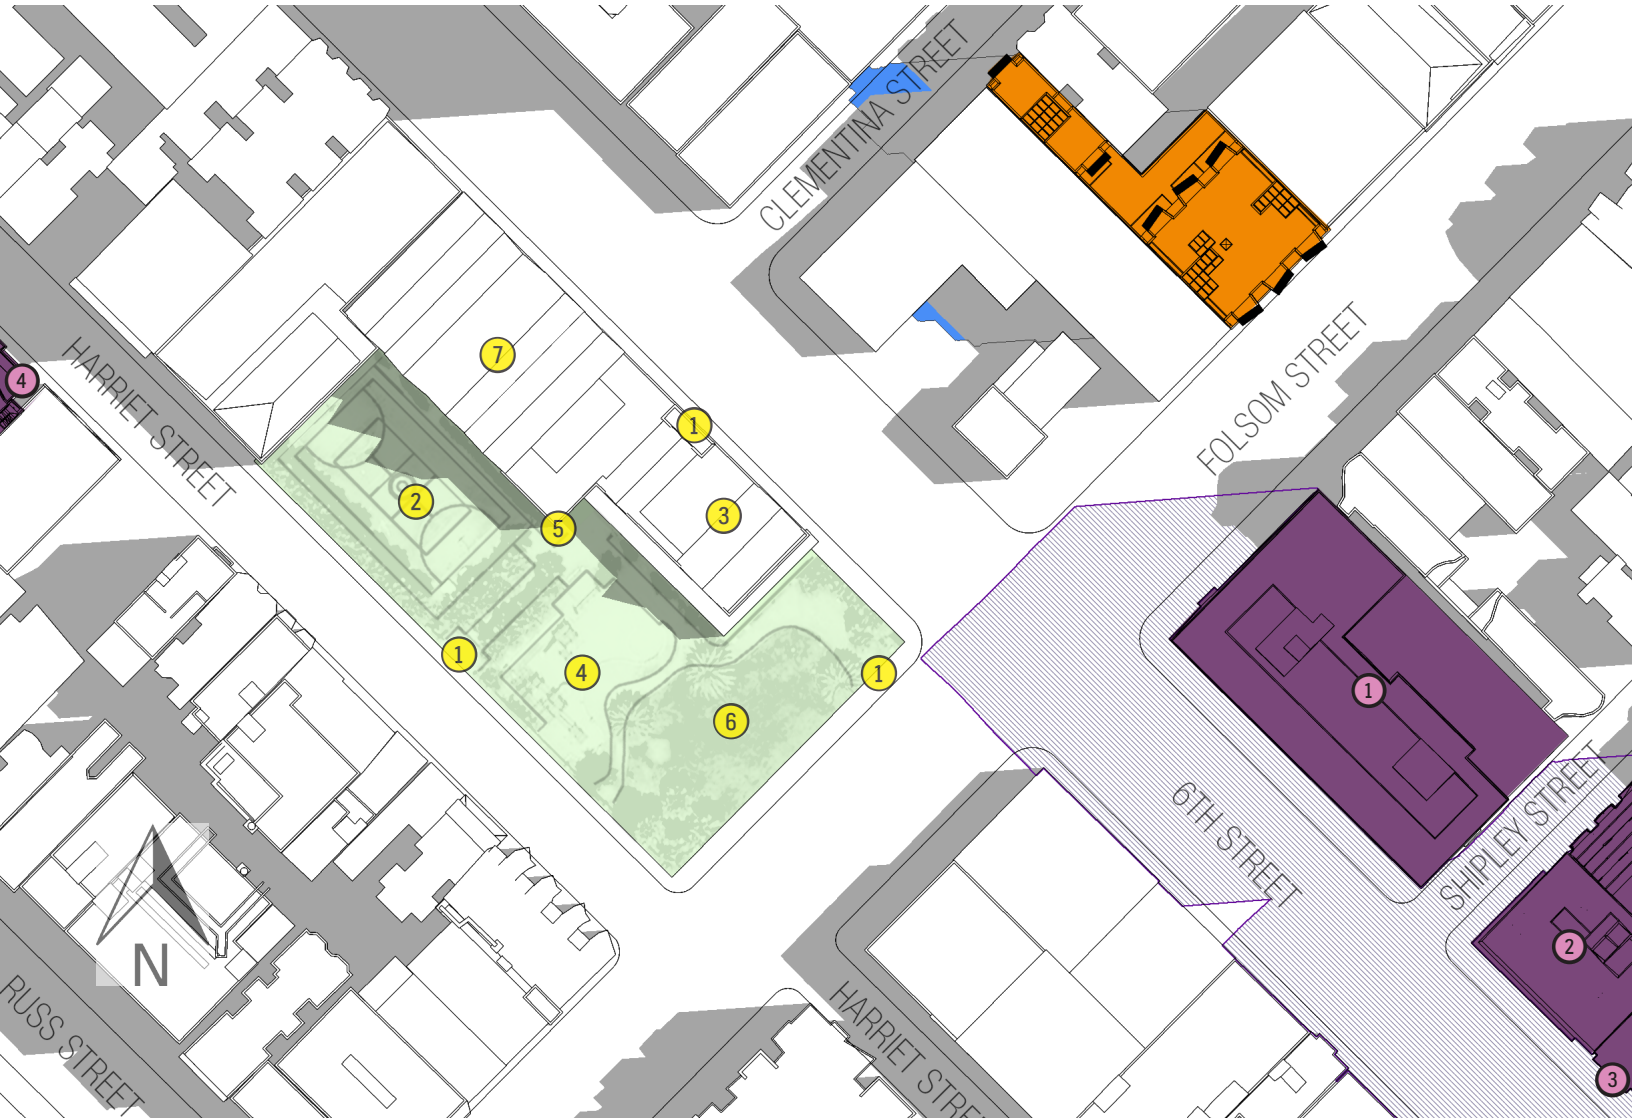 CLEMENTINA STREET
FOLSOM STREET
HARRIET STREET
4
7
1
3
2
5
1
4
1
6
1
6TH STREET
SHIPLEY STREET
2
N
RUSS STREET
HARRIET STREET
3